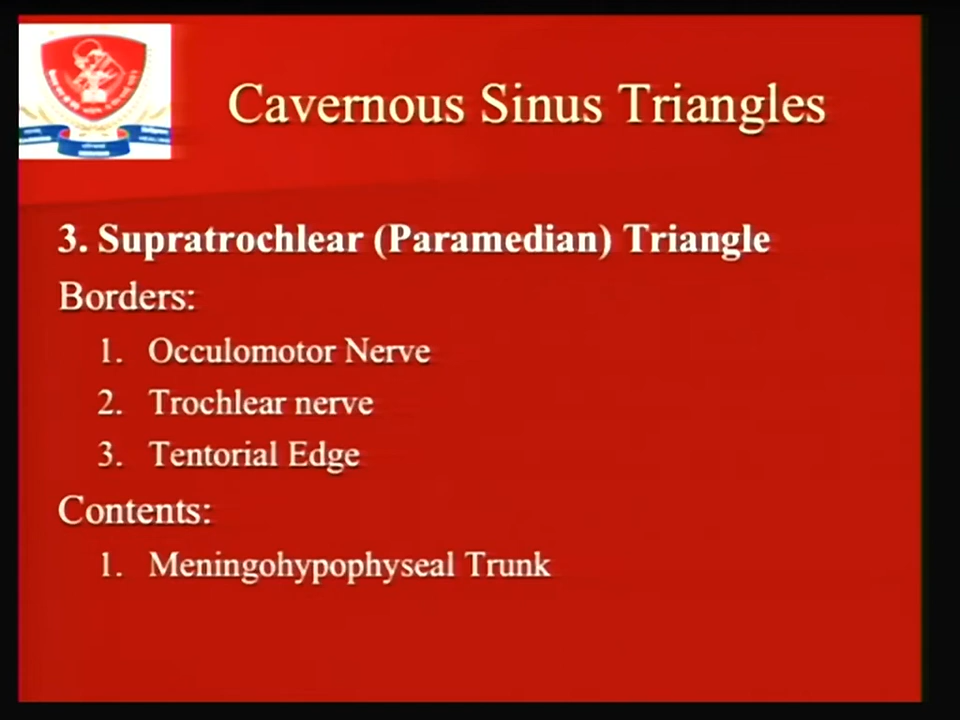 Cavernous Sinus Triangles
3. Supratrochlear (Paramedian) Triangle
Borders:
1. Occulomotor Nerve
2. Trochlear nerve
3. Tentorial Edge
Contents:
1. Meningohypophyseal Trunk